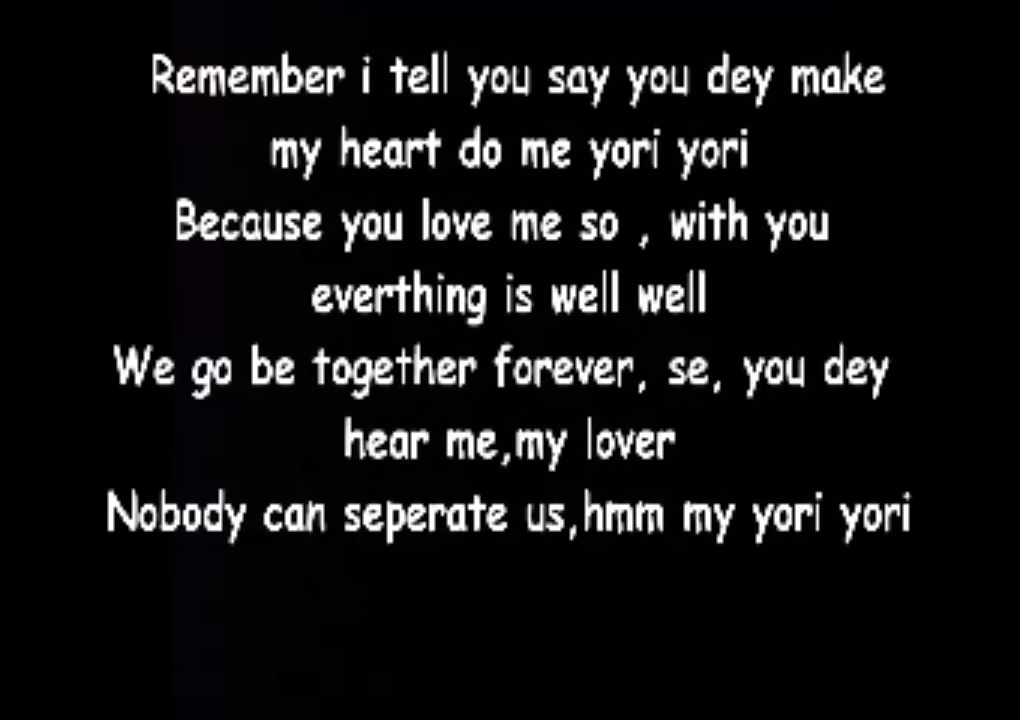 Remember i tell you say you dey make
my heart do me yori yori
Because you love me so , with you
everthing is well well
We go be together forever, se, you dey
hear me,my lover
Nobody can seperate us,hmm my yori yori